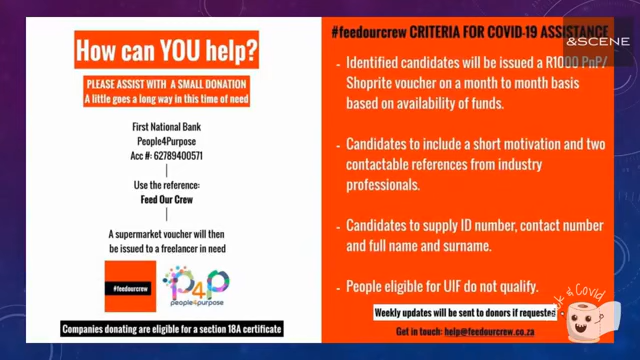 How can YOU help?
PLEASE ASSIST WITH A SMALL DONATION
A little goes a long way in this time of need
First National Bank
People4Purpose
Acc #: 62789400571
Use the reference:
Feed Our Crew
A supermarket voucher will then
be issued to a freelancer in need
#feedourcrew
P4P
people4purpose
Companies donating are eligible for a section 18A certificate
#feedourcrew CRITERIA FOR COVID-19 ASSISTANCE
&SCENE
- Identified candidates will be issued a R1000 PnP/
Shoprite voucher on a month to month basis
based on availability of funds.
- Candidates to include a short motivation and two
contactable references from industry
professionals.
- Candidates to supply ID number, contact number
and full name and surname.
- People eligible for UIF do not qualify.
Weekly updates will be sent to donors if requested
Get in touch: help@feedourcrew.co.za
of Covid